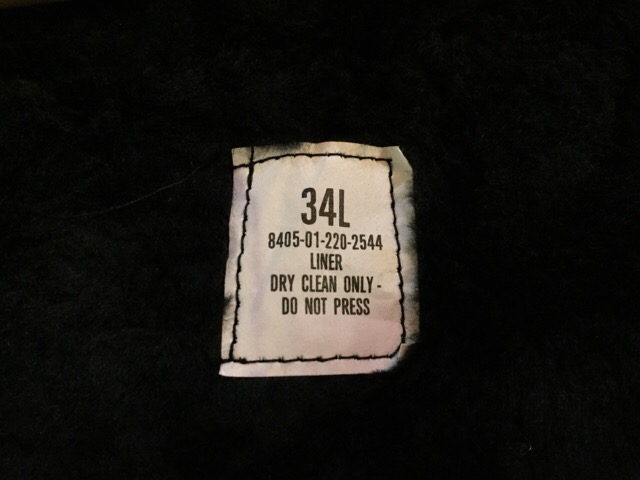 34L
8405-01-220-2544
LINER
DRY CLEAN ONLY -
DO NOT PRESS